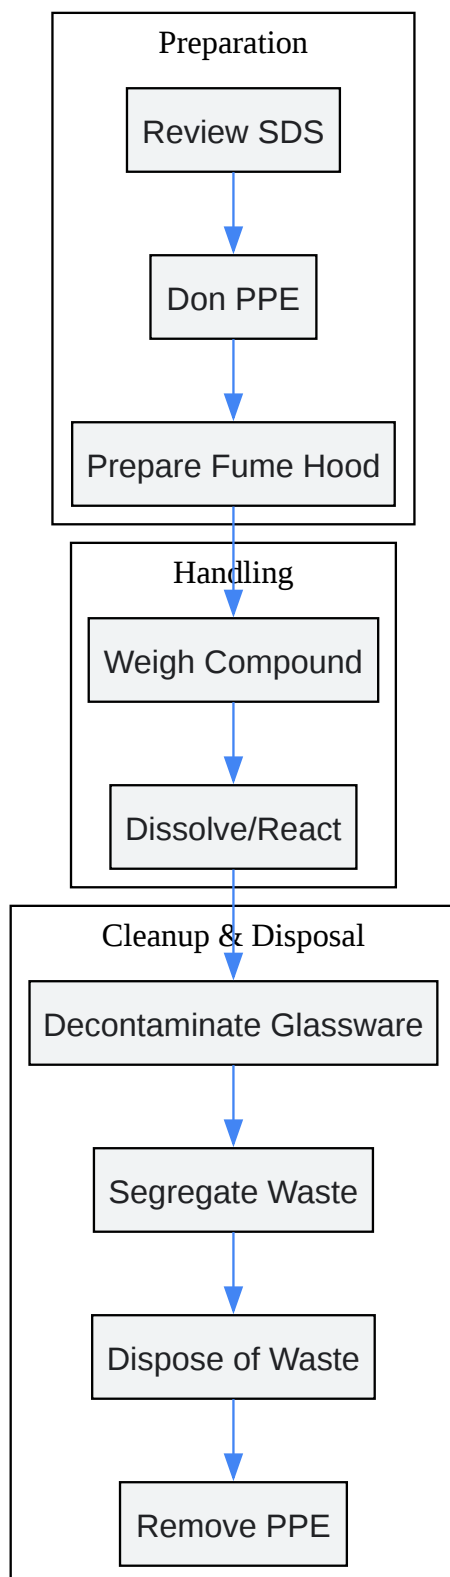 Preparation
Review SDS
Don PPE
Prepare Fume Hood
Handling
Weigh Compound
Dissolve/React
Cleanup & Disposal
Decontaminate Glassware
Segregate Waste
Dispose of Waste
Remove PPE